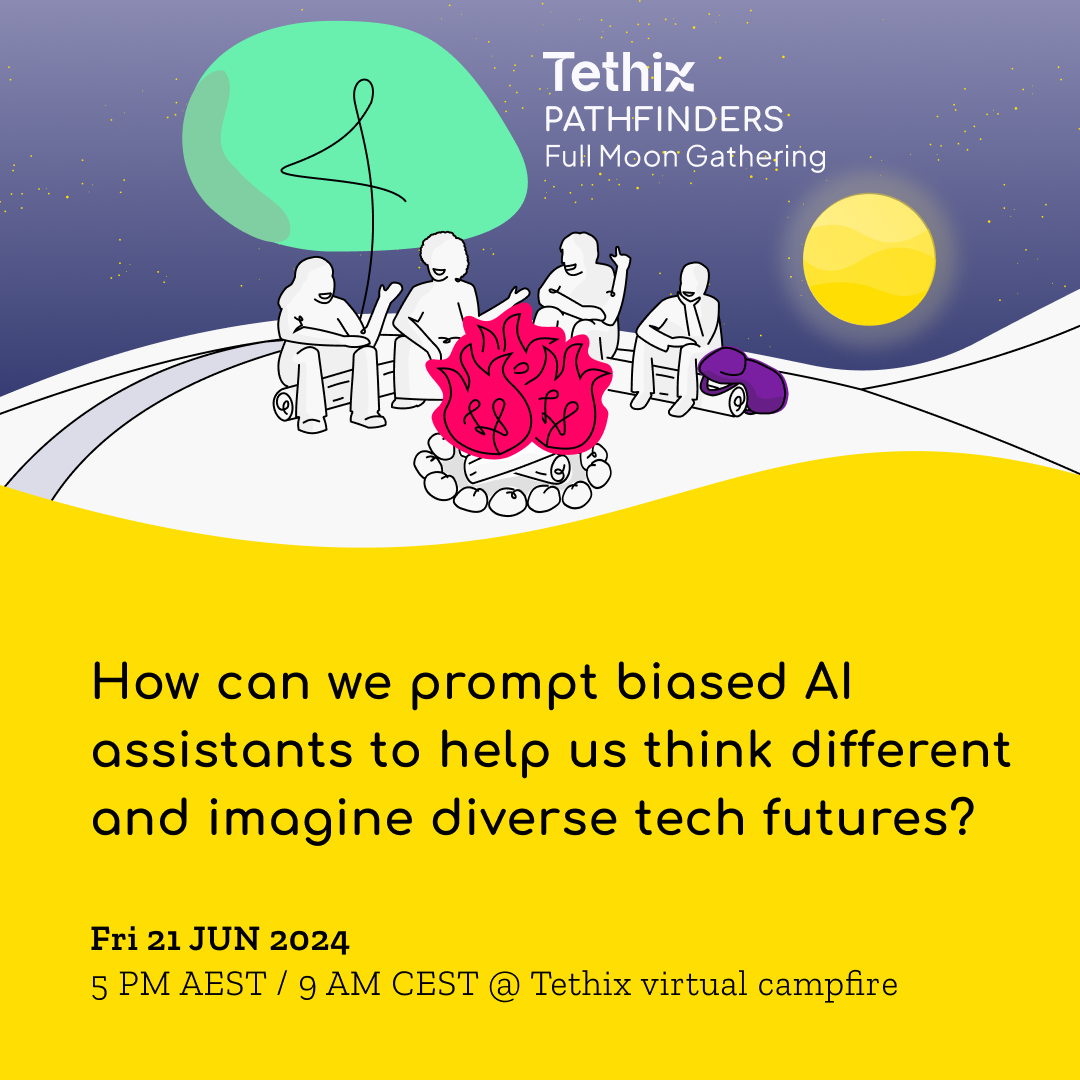 Tethix
PATHFINDERS
Full Moon Gathering
How can we prompt biased AI
assistants to help us think different
and imagine diverse tech futures?
Fri 21 JUN 2024
5 PM AEST / 9 AM CEST @ Tethix virtual campfire